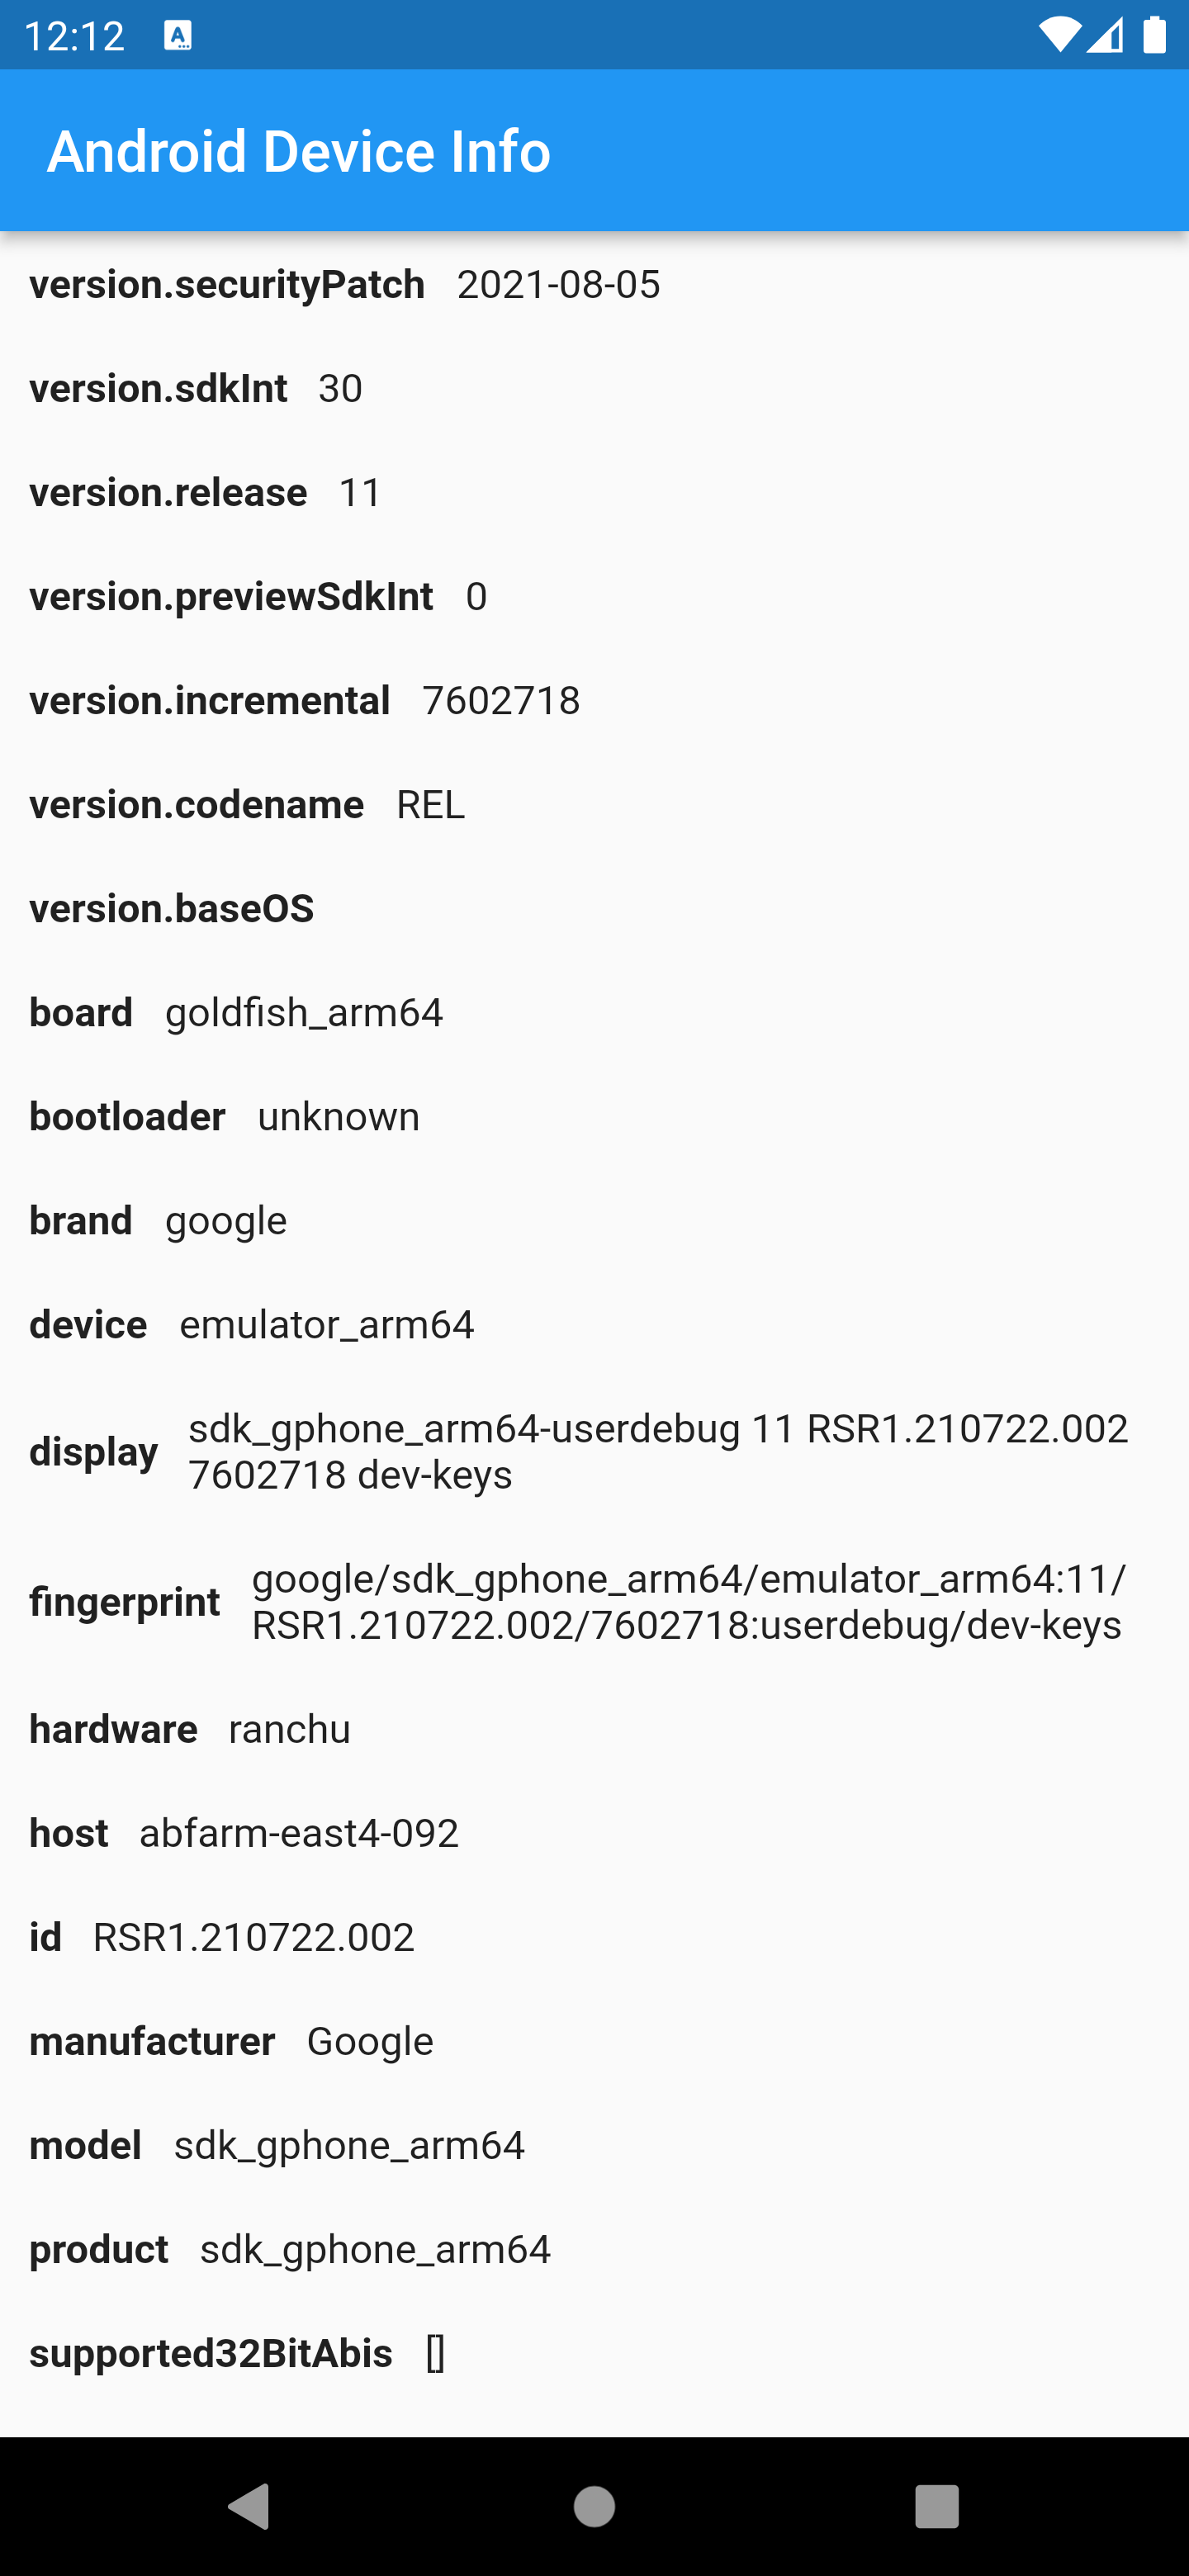 12:12
Android Device Info
version.securityPatch 2021-08-05
version.sdkInt 30
version.release 11
version.previewSdkInt 0
version.incremental 7602718
version.codename REL
version.baseOS
board goldfish_arm64
bootloader unknown
brand google
device emulator_arm64
display sdk_gphone_arm64-userdebug 11 RSR1.210722.002
7602718 dev-keys
fingerprint google/sdk_gphone_arm64/emulator_arm64:11/
RSR1.210722.002/7602718:userdebug/dev-keys
hardware ranchu
host abfarm-east4-092
id RSR1.210722.002
manufacturer Google
model sdk_gphone_arm64
product sdk_gphone_arm64
supported32BitAbis []